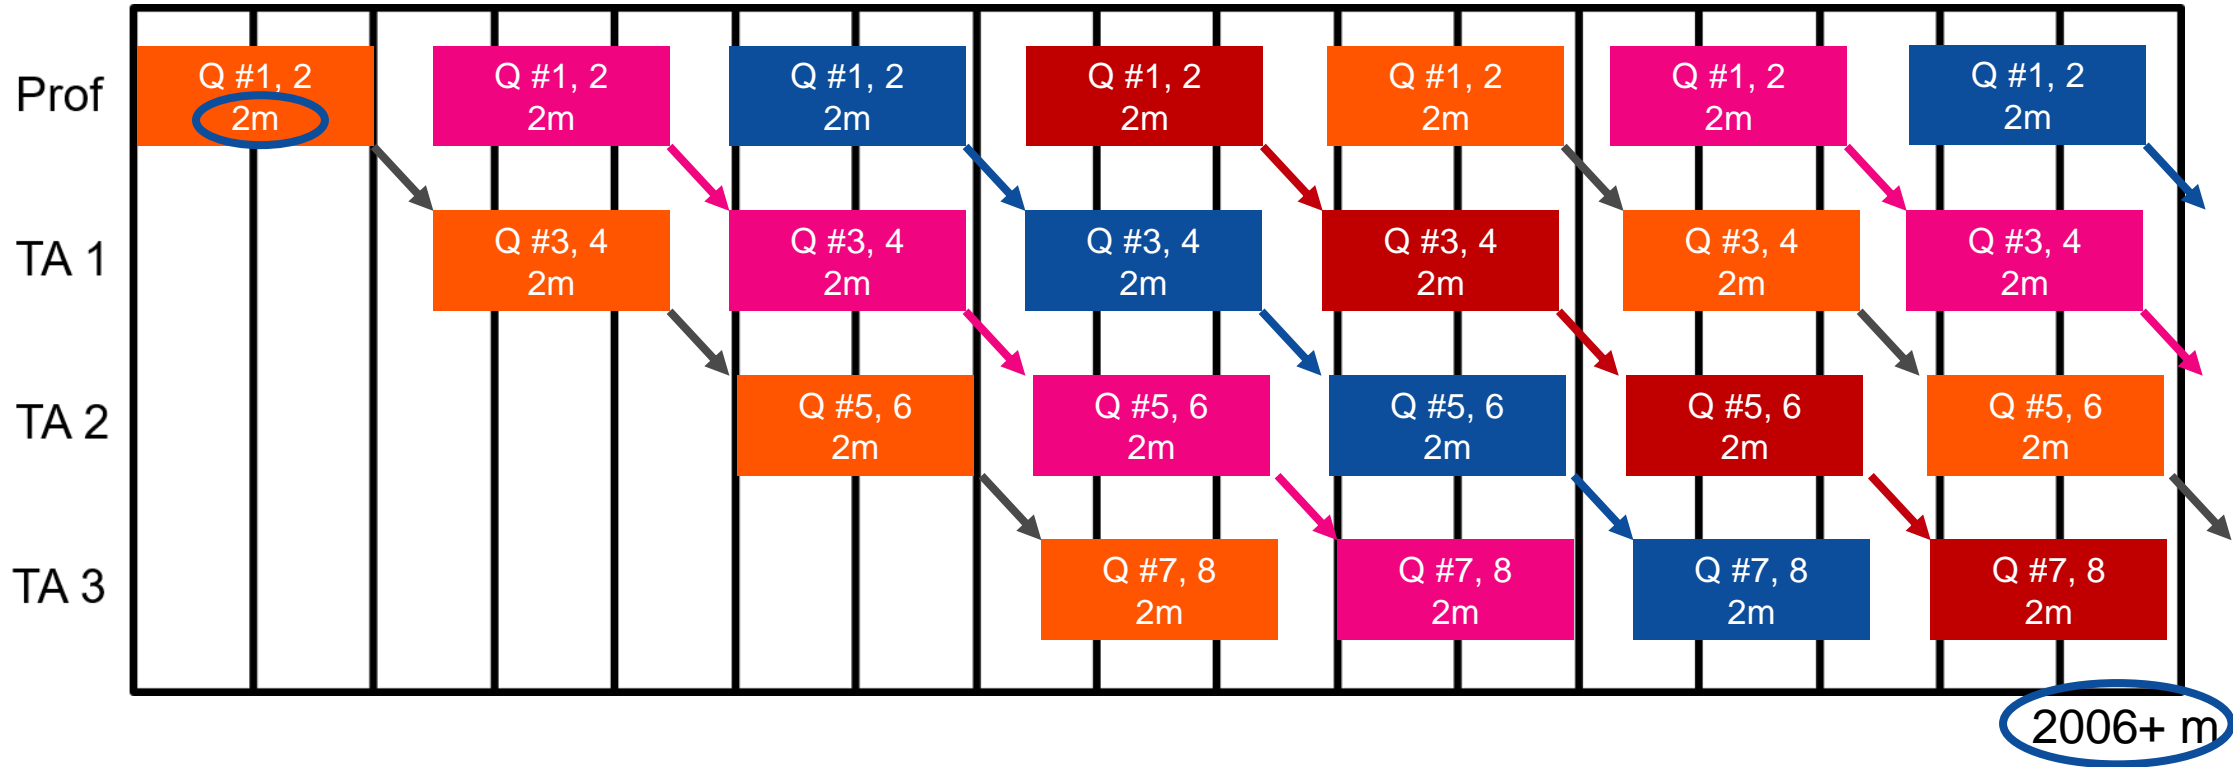 Prof
Q #1, 2
2m
Q #1, 2
2m
Q #1, 2
2m
Q #1, 2
2m
Q #1, 2
2m
Q #1, 2
2m
Q #1, 2
2m
TA 1
Q #3, 4
2m
Q #3, 4
2m
Q #3, 4
2m
Q #3, 4
2m
Q #3, 4
2m
Q #3, 4
2m
TA 2
Q #5, 6
2m
Q #5, 6
2m
Q #5, 6
2m
Q #5, 6
2m
Q #5, 6
2m
TA 3
Q #7, 8
2m
Q #7, 8
2m
Q #7, 8
2m
Q #7, 8
2m
2006+ m